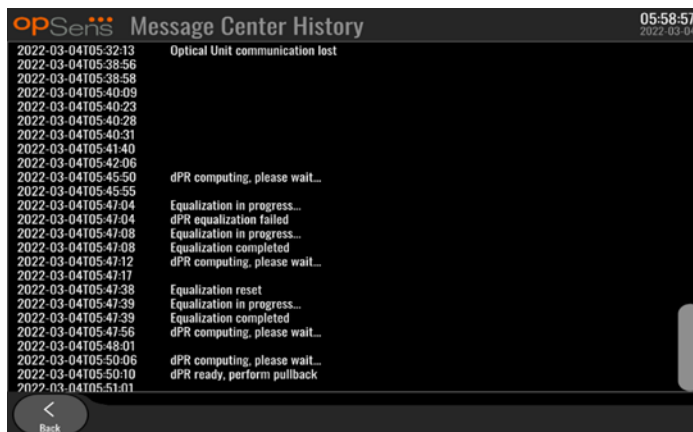 opSens Message Center History 05:58:57
2022-03-04
2022-03-04T05:32:13 Optical Unit communication lost
2022-03-04T05:38:56
2022-03-04T05:38:58
2022-03-04T05:40:09
2022-03-04T05:40:23
2022-03-04T05:40:28
2022-03-04T05:40:31
2022-03-04T05:41:40
2022-03-04T05:42:06
2022-03-04T05:45:50 dPR computing, please wait...
2022-03-04T05:45:55
2022-03-04T05:47:04 Equalization in progress...
2022-03-04T05:47:04 dPR equalization failed
2022-03-04T05:47:08 Equalization in progress...
2022-03-04T05:47:08 Equalization completed
2022-03-04T05:47:12 dPR computing, please wait...
2022-03-04T05:47:17
2022-03-04T05:47:38 Equalization reset
2022-03-04T05:47:39 Equalization in progress...
2022-03-04T05:47:39 Equalization completed
2022-03-04T05:47:56 dPR computing, please wait...
2022-03-04T05:48:01
2022-03-04T05:50:06 dPR computing, please wait...
2022-03-04T05:50:10 dPR ready, perform pullback
2022-03-04T05:51:01
Back